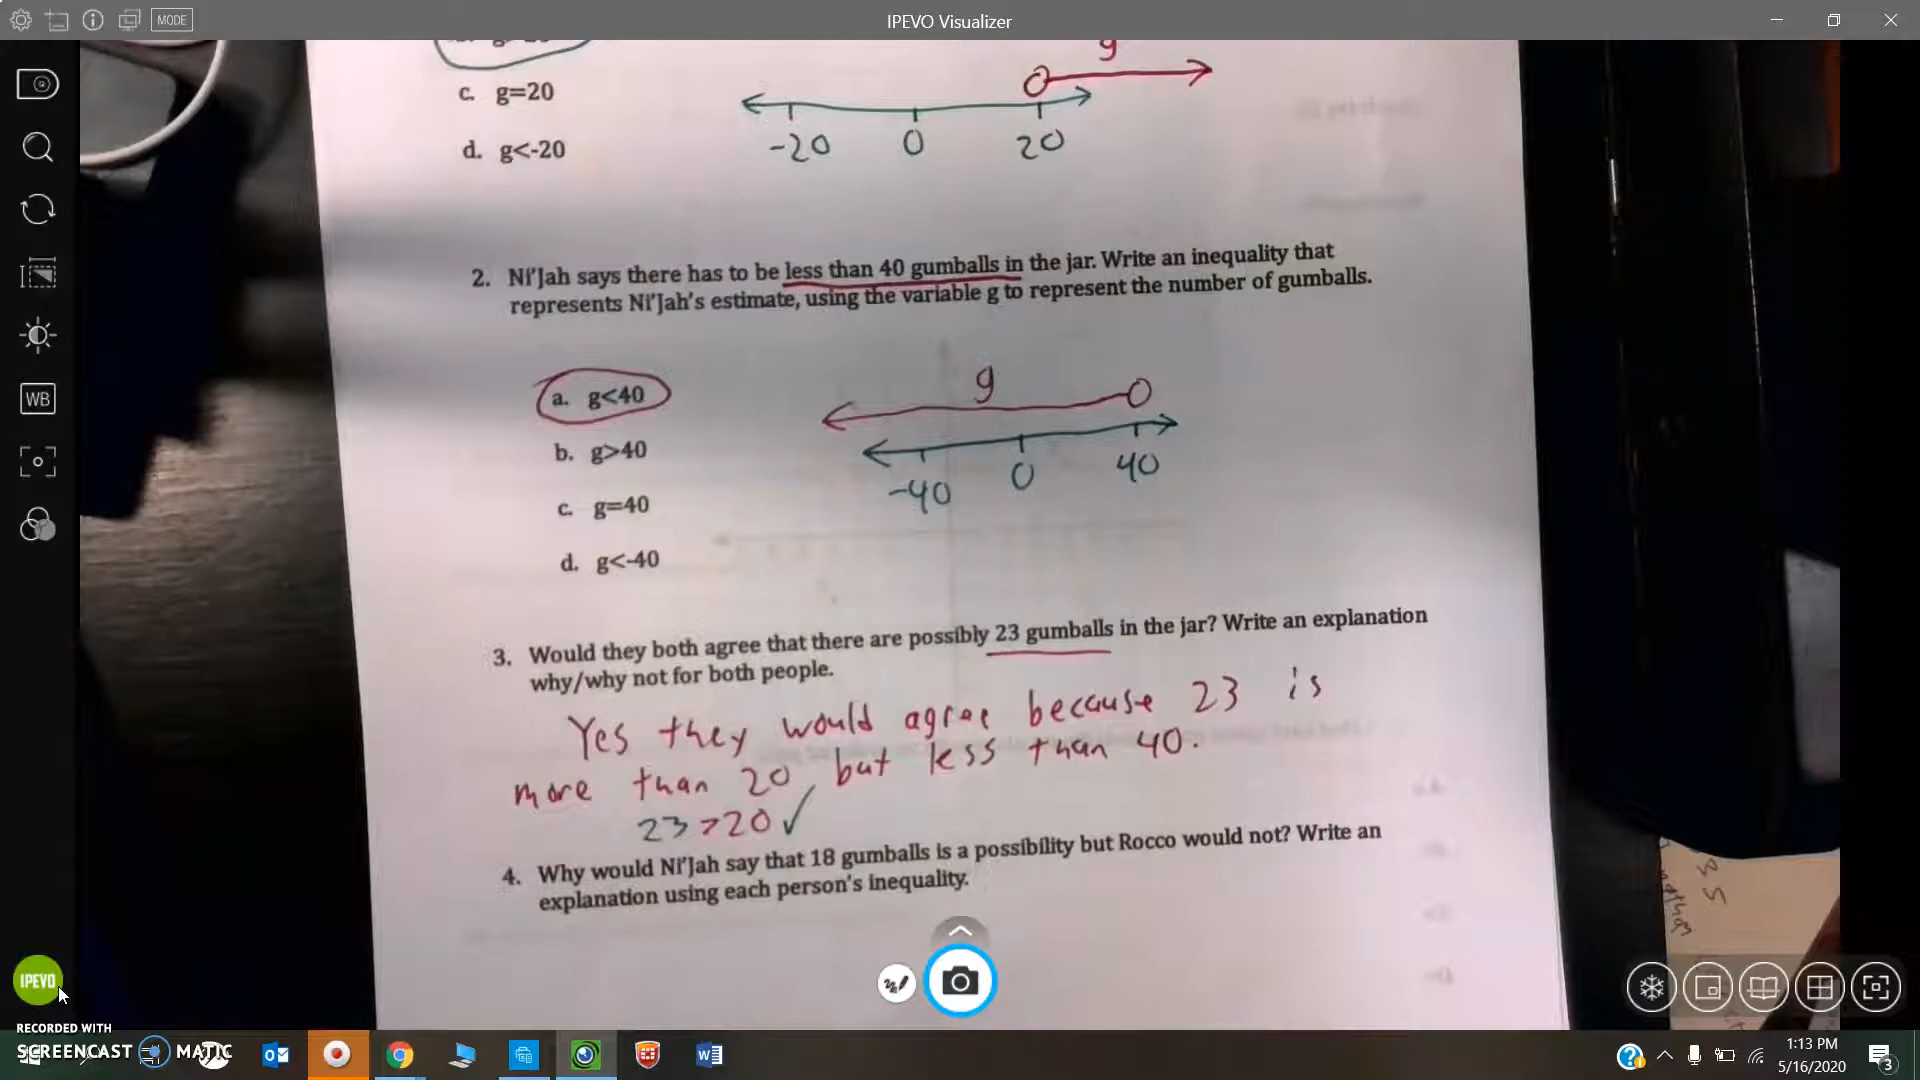 MODE
IPEVO Visualizer
g
c. g=20
d. g<-20
-20 0 20
2. Ni'Jah says there has to be less than 40 gumballs in the jar. Write an inequality that
represents Ni'Jah's estimate, using the variable g to represent the number of gumballs.
g
a. g<40
b. g>40
-40 0 40
c. g=40
d. g<-40
3. Would they both agree that there are possibly 23 gumballs in the jar? Write an explanation
why/why not for both people.
Yes they would agree because 23 is
more than 20 but less than 40.
23 >20 ✓
4. Why would Ni'Jah say that 18 gumballs is a possibility but Rocco would not? Write an
explanation using each person's inequality.
WB
IPEVO
RECORDED WITH
SCREENCAST MATIC
1:13 PM
5/16/2020
3